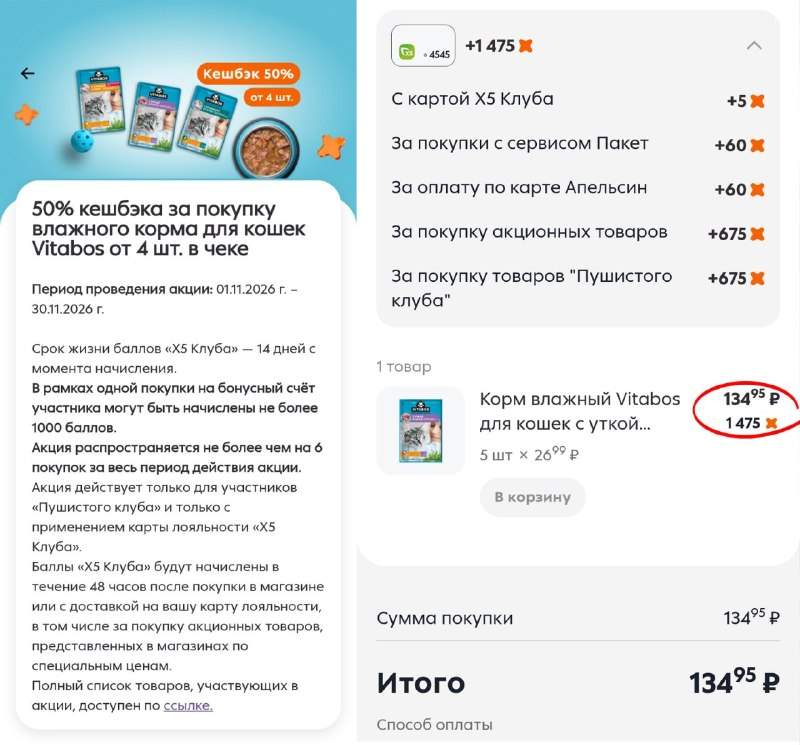 Кешбэк 50%
от 4 шт.
VITABOS
VITABOS
VITABOS
50% кешбэка за покупку
влажного корма для кошек
Vitabos от 4 шт. в чеке
Период проведения акции: 01.11.2026 г. –
30.11.2026 г.
Срок жизни баллов «Х5 Клуба» — 14 дней с
момента начисления.
В рамках одной покупки на бонусный счёт
участника могут быть начислены не более
1000 баллов.
Акция распространяется не более чем на 6
покупок за весь период действия акции.
Акция действует только для участников
«Пушистого клуба» и только с
применением карты лояльности «Х5
Клуба».
Баллы «Х5 Клуба» будут начислены в
течение 48 часов после покупки в магазине
или с доставкой на вашу карту лояльности,
в том числе за покупку акционных товаров,
представленных в магазинах по
специальным ценам.
Полный список товаров, участвующих в
акции, доступен по ссылке.
X5 • 4545 +1 475
С картой Х5 Клуба +5
За покупки с сервисом Пакет +60
За оплату по карте Апельсин +60
За покупку акционных товаров +675
За покупку товаров "Пушистого
клуба" +675
1 товар
VITABOS
Корм влажный Vitabos
для кошек с уткой...
134⁹⁵ ₽
1 475
5 шт × 26⁹⁹ ₽
В корзину
Сумма покупки 134⁹⁵ ₽
Итого 134⁹⁵ ₽
Способ оплаты